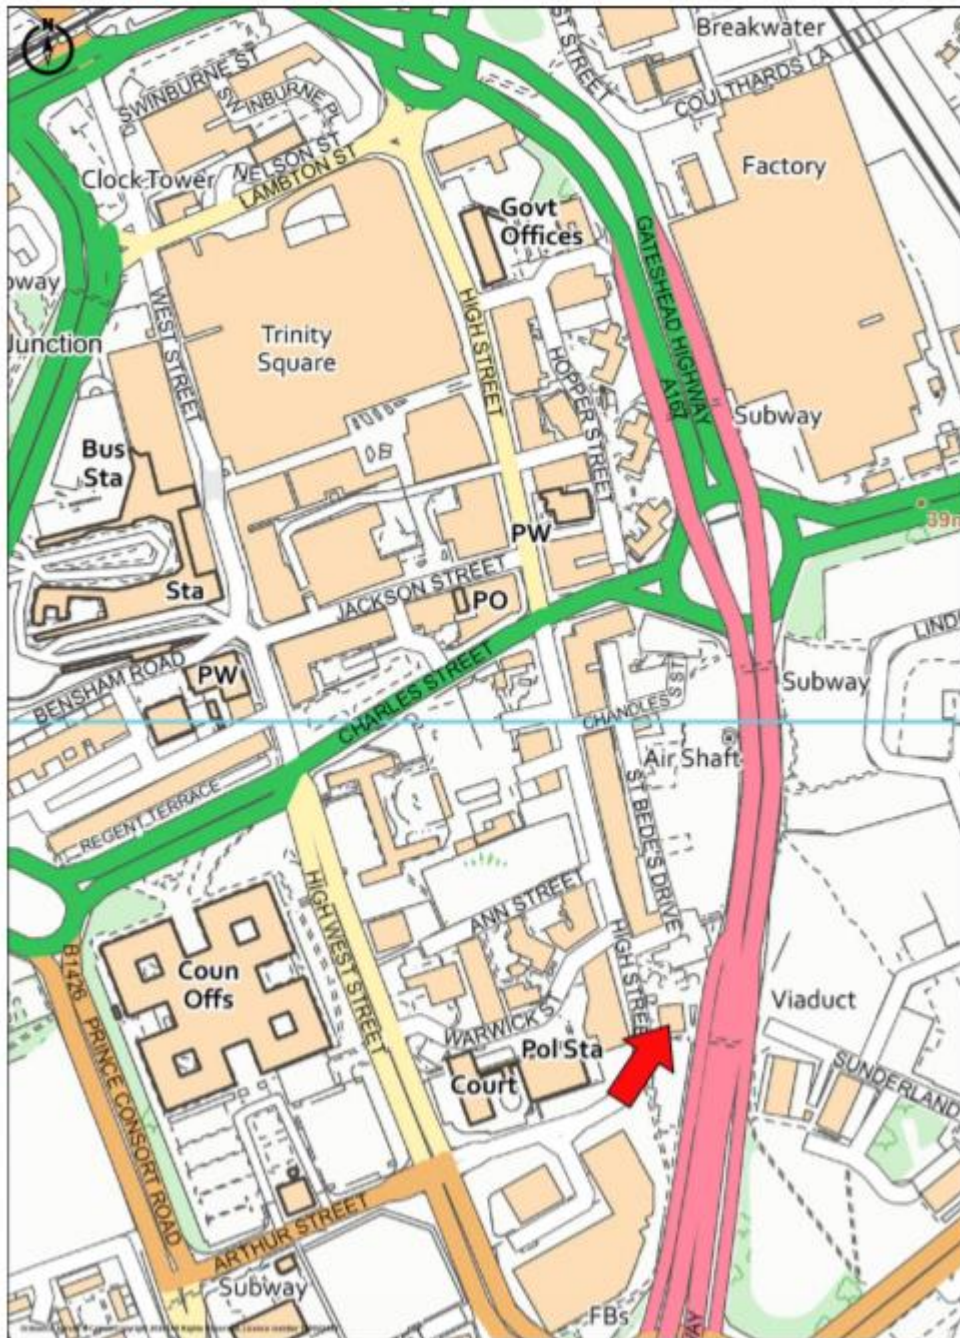 N
Breakwater
ST STREET
COULTHARDS LA
SWINBURNE ST
SWINBURNE PL
NELSON ST
LAMBTON ST
Clock Tower
Factory
Govt
Offices
GATESHEAD HIGHWAY
A167
Junction
WEST STREET
Trinity
Square
HIGH STREET
HOPPER STREET
Subway
Bus
Sta
39m
PW
Sta
JACKSON STREET
PO
BENSHAM ROAD
PW
CHARLES STREET
CHANDLESS ST
Subway
Air Shaft
REGENT TERRACE
ST BEDE'S DRIVE
HIGH WEST STREET
ANN STREET
HIGH STREET
B1426
PRINCE CONSORT ROAD
Coun
Offs
Viaduct
WARWICK ST
Pol Sta
Court
SUNDERLAND
ARTHUR STREET
Subway
FBs